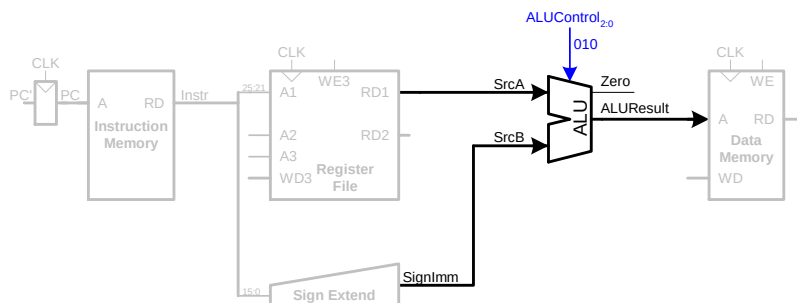 ALUControl2:0
010
CLK
CLK
CLK
PC'
PC
A
RD
Instruction
Memory
Instr
25:21
A1
WE3
RD1
A2
RD2
A3
WD3
Register
File
SrcA
SrcB
ALU
Zero
ALUResult
WE
A
RD
Data
Memory
WD
15:0
Sign Extend
SignImm